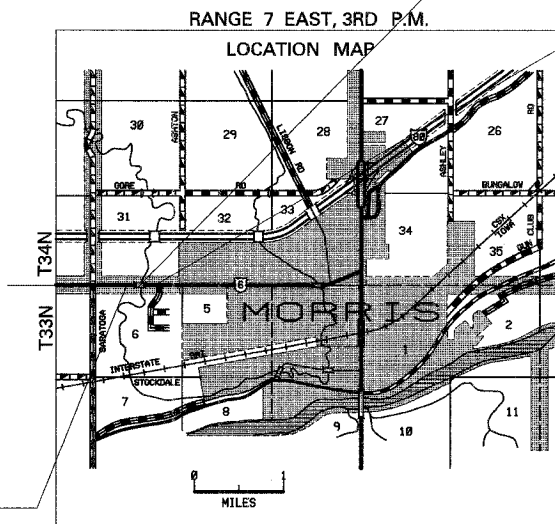 RANGE 7 EAST, 3RD P.M.
LOCATION MAP
30
ASHTON
29
LISBON RD
28
27
80
26
RD
ASHLEY
GORE RD
BUNGALOW
31
32
33
34
CSX
IOWA
35
GUN CLUB
T34N
T33N
6
5
MORRIS
6
SARATOGA
2
1
INTERSTATE
STOCKDALE
7
8
9
10
11
0 1
MILES